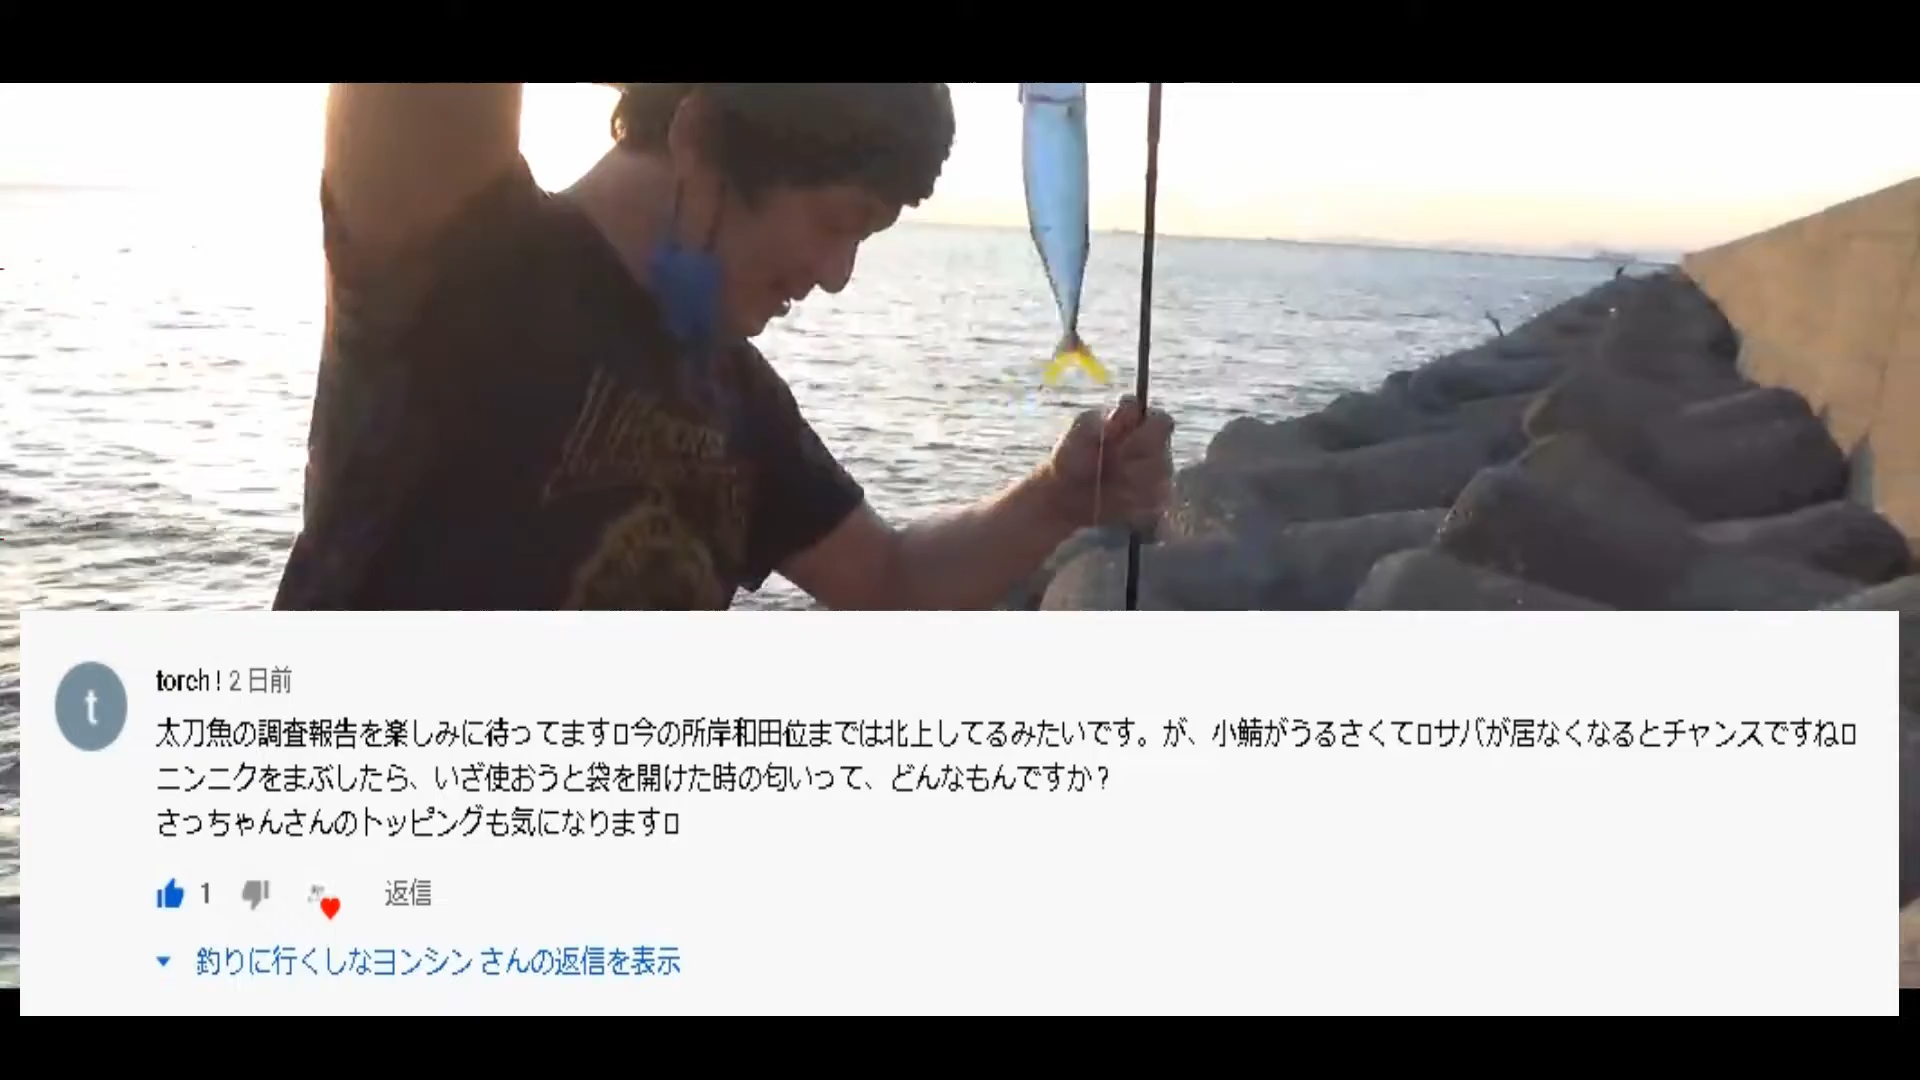 torch! 2 日前
太刀魚の調査報告を楽しみに待ってます□今の所岸和田位までは北上してるみたいです。が、小鯖がうるさくて□サバが居なくなるとチャンスですね□
ニンニクをまぶしたら、いざ使おうと袋を開けた時の匂いって、どんなもんですか？
さっちゃんさんのトッピングも気になります□
1 返信
釣りに行くしなヨンシン さんの返信を表示